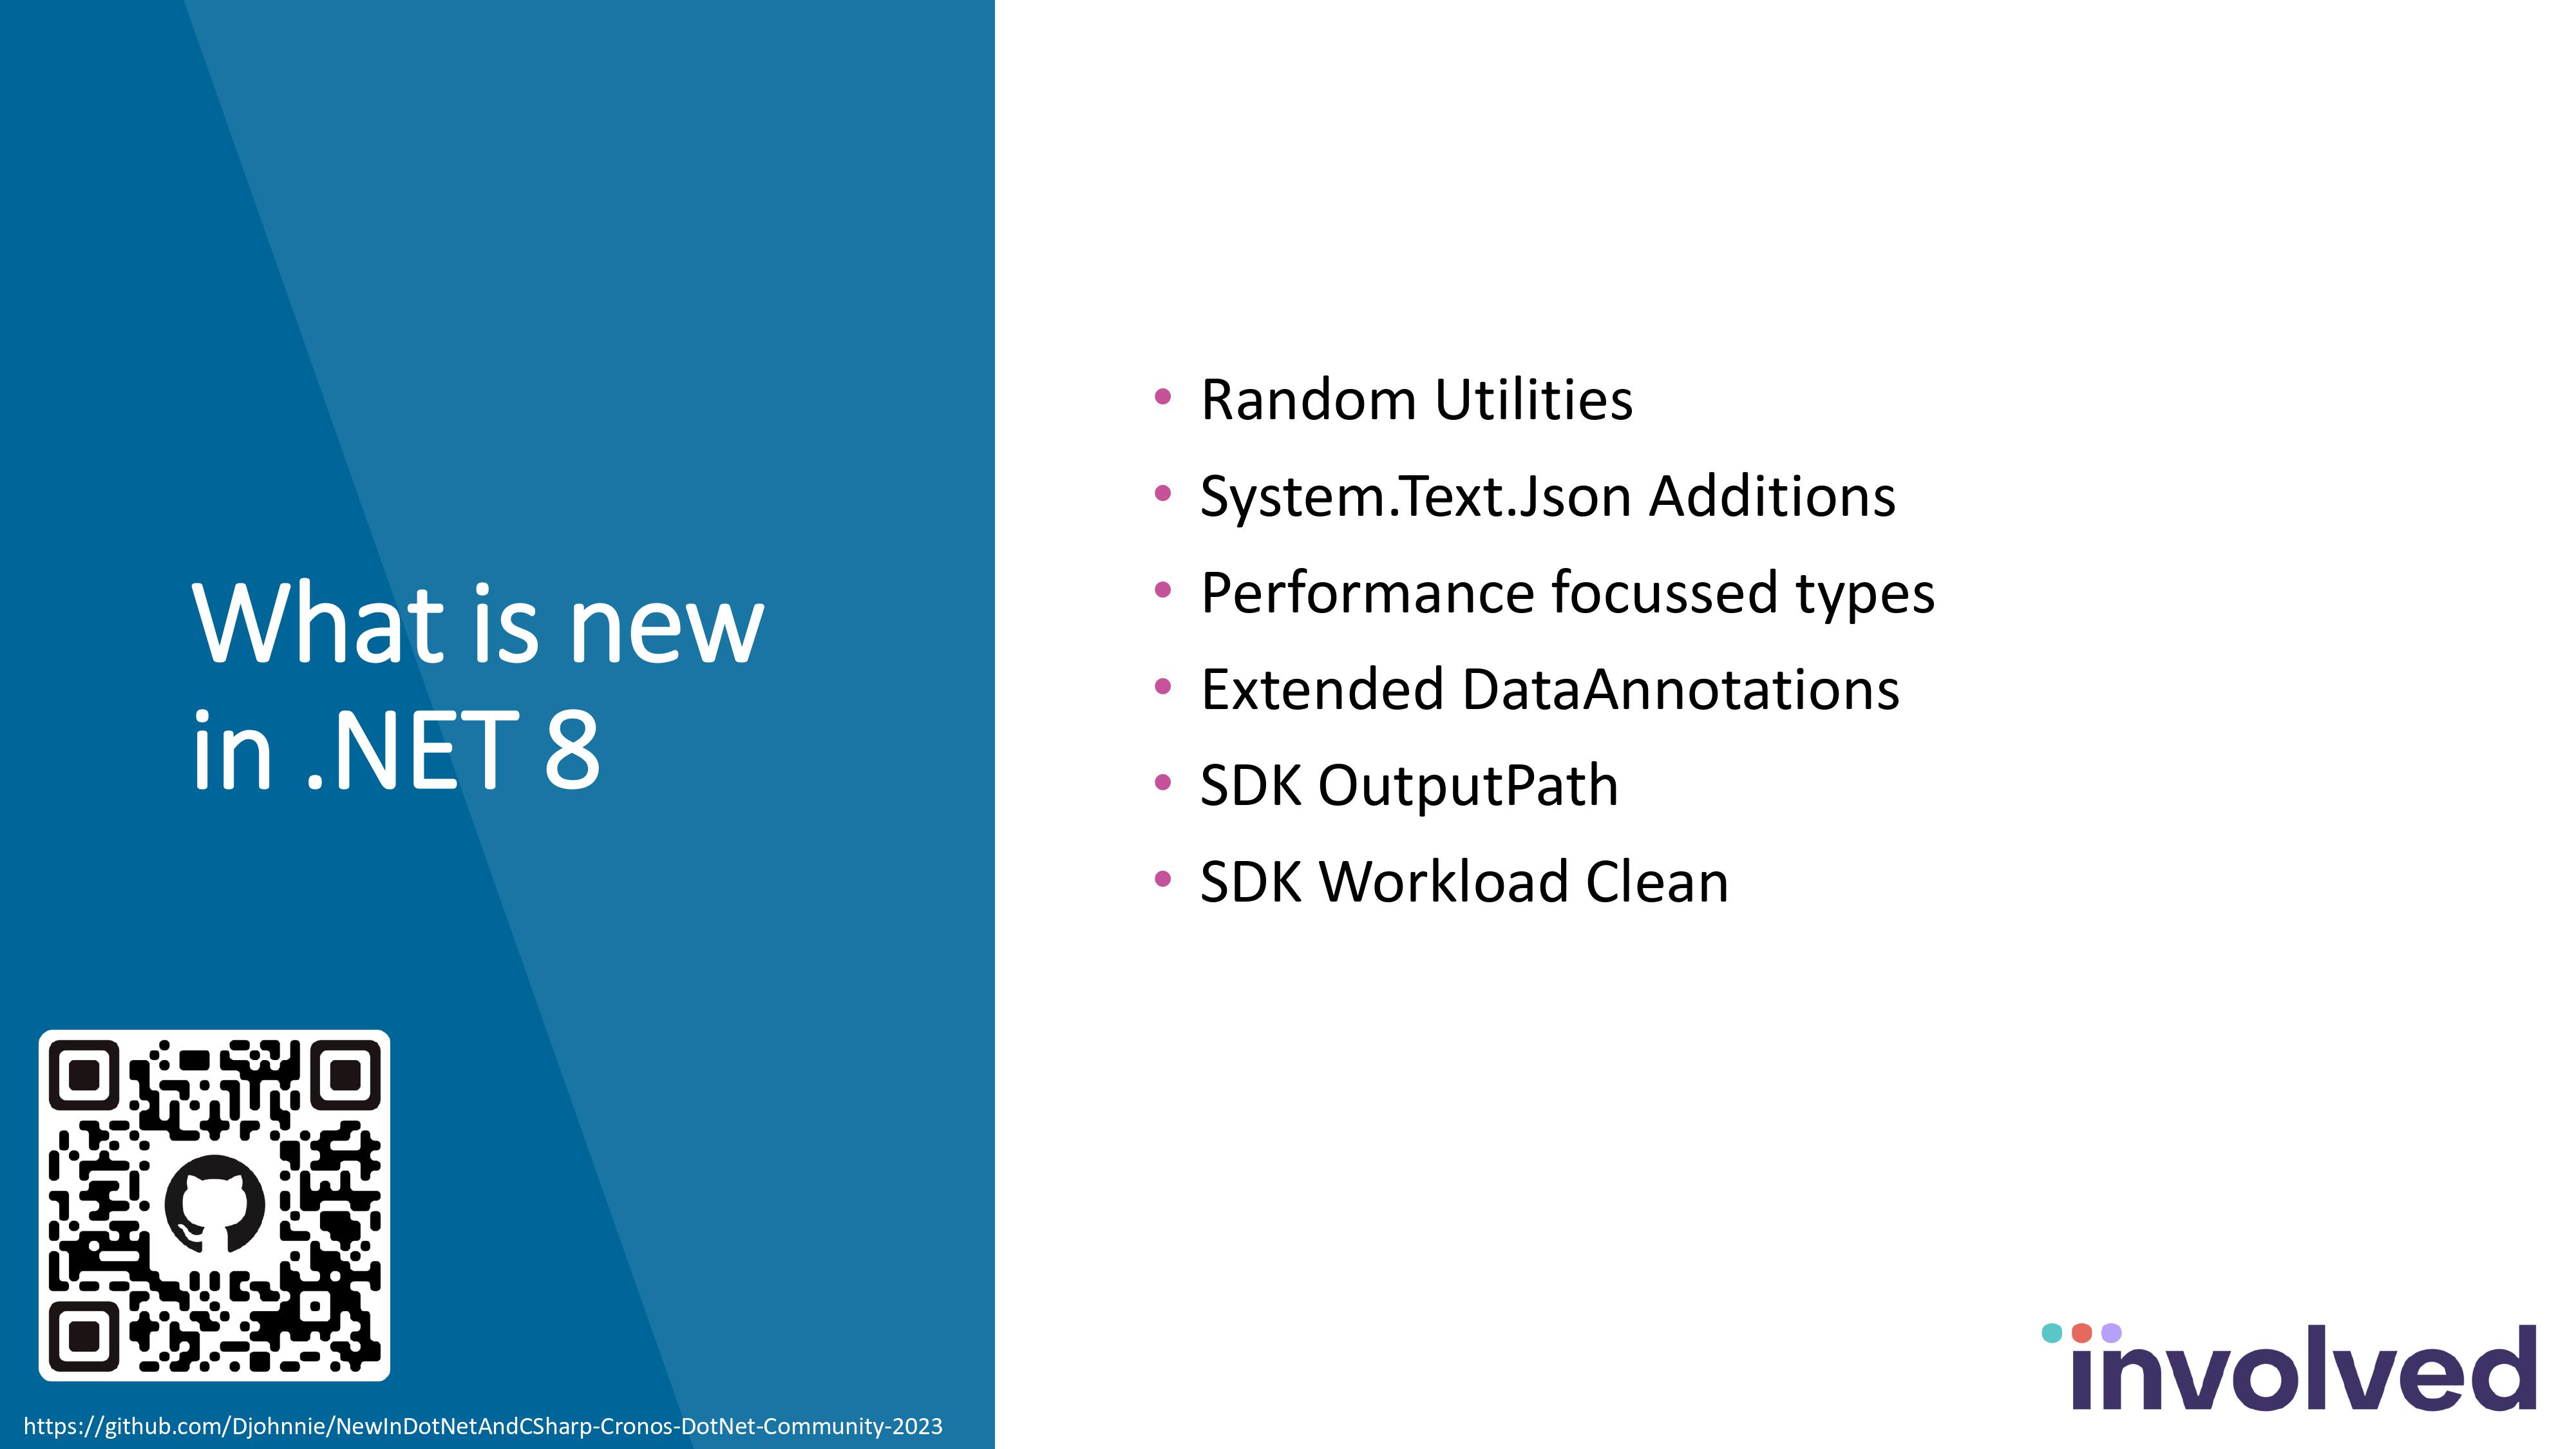 What is new
in .NET 8
https://github.com/Djohnnie/NewInDotNetAndCSharp-Cronos-DotNet-Community-2023
• Random Utilities
• System.Text.Json Additions
• Performance focussed types
• Extended DataAnnotations
• SDK OutputPath
• SDK Workload Clean
involved